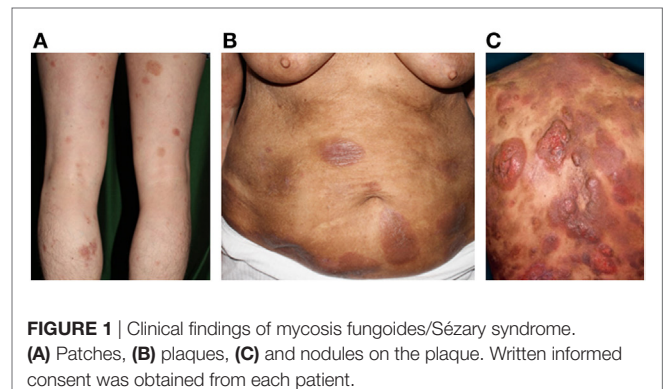 A B C
FIGURE 1 | Clinical findings of mycosis fungoides/Sézary syndrome.
(A) Patches, (B) plaques, (C) and nodules on the plaque. Written informed
consent was obtained from each patient.